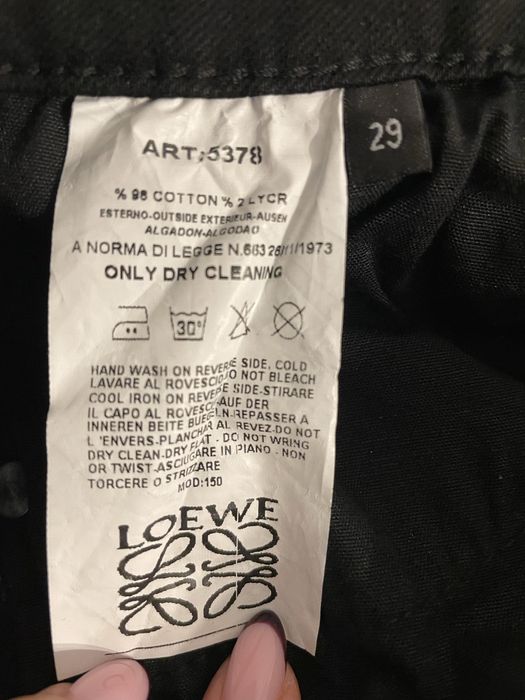 ART:5378
29
% 98 COTTON % 2 LYCR
ESTERNO-OUTSIDE EXTERIEUR-AUSEN
ALGADON-ALGODAO
A NORMA DI LEGGE N.663 26/11/1973
ONLY DRY CLEANING
30°
HAND WASH ON REVERSE SIDE, COLD
LAVARE AL ROVESCIO DO NOT BLEACH
COOL IRON ON REVERSE SIDE-STIRARE
IL CAPO AL ROVESC AUF DER
INNEREN BEITE BUEGELN.REPASSER A
L 'ENVERS-PLANCHAR AL REVEZ-DO NOT
DRY CLEAN-DRY FLAT - DO NOT WRING
OR TWIST-ASCIUGARE IN PIANO - NON
TORCERE O STRIZZARE
MOD:150
LOEWE